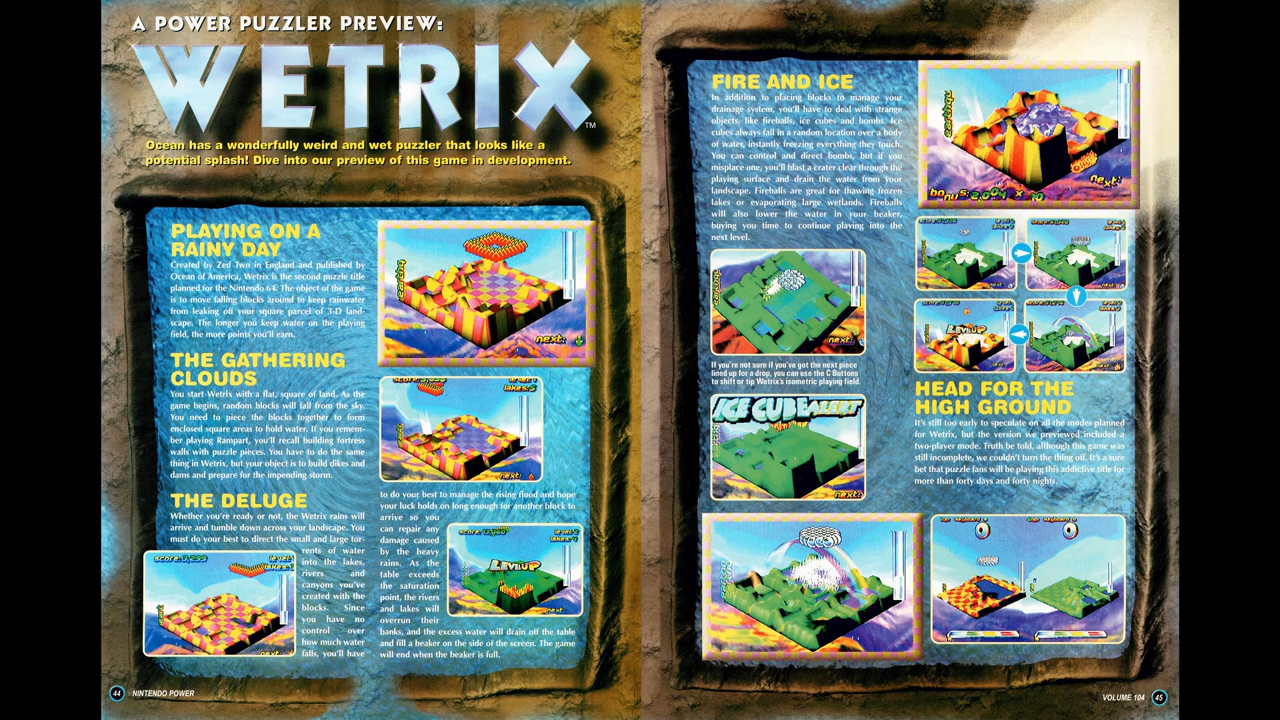 A POWER PUZZLER PREVIEW:
WETRIX™
Ocean has a wonderfully weird and wet puzzler that looks like a
potential splash! Dive into our preview of this game in development.
PLAYING ON A
RAINY DAY
Created by Zed Two in England and published by
Ocean of America, Wetrix is the second puzzle title
planned for the Nintendo 64. The object of the game
is to move falling blocks around to keep rainwater
from leaking off your square parcel of 3-D land-
scape. The longer you keep water on the playing
field, the more points you'll earn.
THE GATHERING
CLOUDS
You start Wetrix with a flat, square of land. As the
game begins, random blocks will fall from the sky.
You need to piece the blocks together to form
enclosed square areas to hold water. If you remem-
ber playing Rampart, you'll recall building fortress
walls with puzzle pieces. You have to do the same
thing in Wetrix, but your object is to build dikes and
dams and prepare for the impending storm.
THE DELUGE
Whether you're ready or not, the Wetrix rains will
arrive and tumble down across your landscape. You
must do your best to direct the small and large tor-
rents of water
into the lakes,
rivers and
canyons you've
created with the
blocks. Since
you have no
control over
how much water
falls, you'll have
score:3,299
level:
lakes:
next:
earthq
next:
level:1
lakes:5
next:
to do your best to manage the rising flood and hope
your luck holds on long enough for another block to
arrive so you
can repair any
damage caused
by the heavy
rains. As the
table exceeds
the saturation
point, the rivers
and lakes will
overrun their
banks, and the excess water will drain off the table
and fill a beaker on the side of the screen. The game
will end when the beaker is full.
level:2
LEVEL UP
next:
44 NINTENDO POWER
FIRE AND ICE
In addition to placing blocks to manage your
drainage system, you'll have to deal with strange
objects, like fireballs, ice cubes and bombs. Ice
cubes always fall in a random location over a body
of water, instantly freezing everything they touch.
You can control and direct bombs, but if you
misplace one, you'll blast a crater clear through the
playing surface and drain the water from your
landscape. Fireballs are great for thawing frozen
lakes or evaporating large wetlands. Fireballs
will also lower the water in your beaker,
buying you time to continue playing into the
next level.
next:
If you're not sure if you've got the next piece
lined up for a drop, you can use the C Buttons
to shift or tip Wetrix's isometric playing field.
ICE CUBE ALERT
next:
next:
earthqu
next:
LEVEL UP
HEAD FOR THE
HIGH GROUND
It's still too early to speculate on all the modes planned
for Wetrix, but the version we previewed included a
two-player mode. Truth be told, although this game was
still incomplete, we couldn't turn the thing off. It's a sure
bet that puzzle fans will be playing this addictive title for
more than forty days and forty nights.
VOLUME 104 45